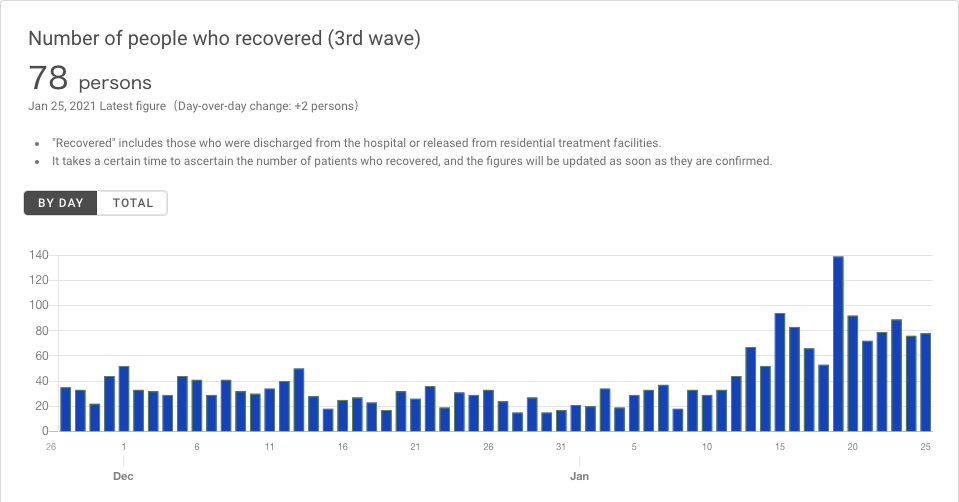 Number of people who recovered (3rd wave)
78 persons
Jan 25, 2021 Latest figure（Day-over-day change: +2 persons）
• "Recovered" includes those who were discharged from the hospital or released from residential treatment facilities.
• It takes a certain time to ascertain the number of patients who recovered, and the figures will be updated as soon as they are confirmed.
BY DAY TOTAL
140
120
100
80
60
40
20
0
26 1 6 11 16 21 26 31 5 10 15 20 25
Dec Jan